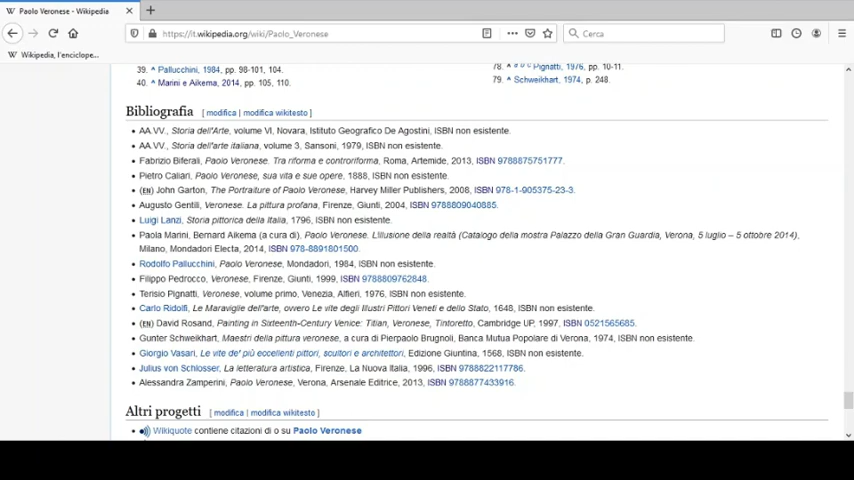 Paolo Veronese - Wikipedia
https://it.wikipedia.org/wiki/Paolo_Veronese
Cerca
Wikipedia, l'enciclope...
39. ^ Pallucchini, 1984, pp. 98-101, 104.
40. ^ Marini e Aikema, 2014, pp. 105, 110.
78. ^ a b c Pignatti, 1976, pp. 10-11.
79. ^ Schweikhart, 1974, p. 248.
Bibliografia [ modifica | modifica wikitesto ]
AA.VV., Storia dell'Arte, volume VI, Novara, Istituto Geografico De Agostini, ISBN non esistente.
AA.VV., Storia dell'arte italiana, volume 3, Sansoni, 1979, ISBN non esistente.
Fabrizio Biferali, Paolo Veronese. Tra riforma e controriforma, Roma, Artemide, 2013, ISBN 9788875751777.
Pietro Caliari, Paolo Veronese, sua vita e sue opere, 1888, ISBN non esistente.
(EN) John Garton, The Portraiture of Paolo Veronese, Harvey Miller Publishers, 2008, ISBN 978-1-905375-23-3.
Augusto Gentili, Veronese. La pittura profana, Firenze, Giunti, 2004, ISBN 9788809040885.
Luigi Lanzi, Storia pittorica della Italia, 1796, ISBN non esistente.
Paola Marini, Bernard Aikema (a cura di), Paolo Veronese. L'illusione della realtà (Catalogo della mostra Palazzo della Gran Guardia, Verona, 5 luglio – 5 ottobre 2014),
Milano, Mondadori Electa, 2014, ISBN 978-8891801500.
Rodolfo Pallucchini, Paolo Veronese, Mondadori, 1984, ISBN non esistente.
Filippo Pedrocco, Veronese, Firenze, Giunti, 1999, ISBN 9788809762848.
Terisio Pignatti, Veronese, volume primo, Venezia, Alfieri, 1976, ISBN non esistente.
Carlo Ridolfi, Le Maraviglie dell'arte, ovvero Le vite degli Illustri Pittori Veneti e dello Stato, 1648, ISBN non esistente.
(EN) David Rosand, Painting in Sixteenth-Century Venice: Titian, Veronese, Tintoretto, Cambridge UP, 1997, ISBN 0521565685.
Gunter Schweikhart, Maestri della pittura veronese, a cura di Pierpaolo Brugnoli, Banca Mutua Popolare di Verona, 1974, ISBN non esistente.
Giorgio Vasari, Le vite de' più eccellenti pittori, scultori e architettori, Edizione Giuntina, 1568, ISBN non esistente.
Julius von Schlosser, La letteratura artistica, Firenze, La Nuova Italia, 1996, ISBN 9788822117786.
Alessandra Zamperini, Paolo Veronese, Verona, Arsenale Editrice, 2013, ISBN 9788877433916.
Altri progetti [ modifica | modifica wikitesto ]
Wikiquote contiene citazioni di o su Paolo Veronese